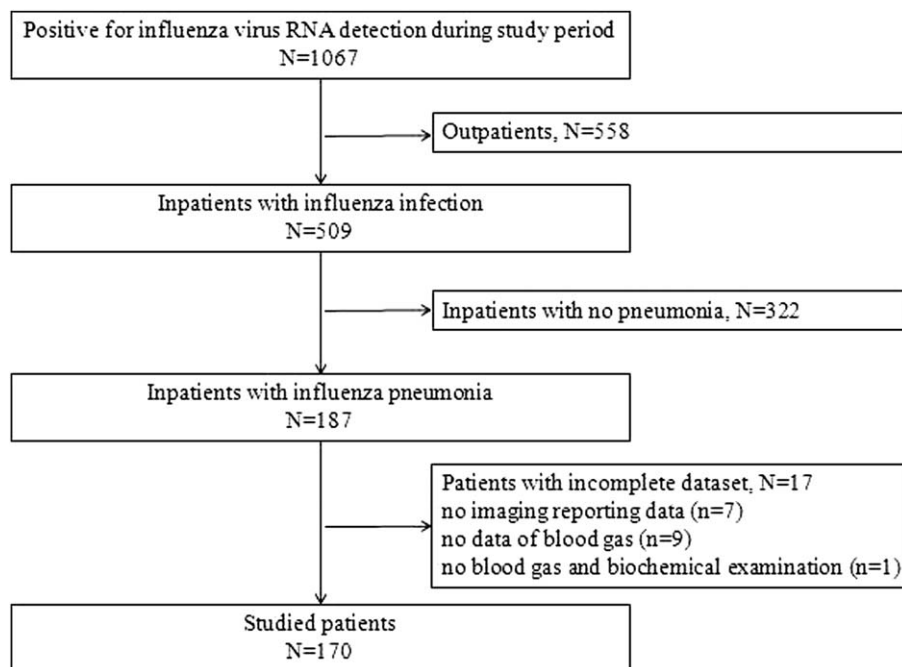 Positive for influenza virus RNA detection during study period
N=1067
Outpatients, N=558
Inpatients with influenza infection
N=509
Inpatients with no pneumonia, N=322
Inpatients with influenza pneumonia
N=187
Patients with incomplete dataset, N=17
no imaging reporting data (n=7)
no data of blood gas (n=9)
no blood gas and biochemical examination (n=1)
Studied patients
N=170